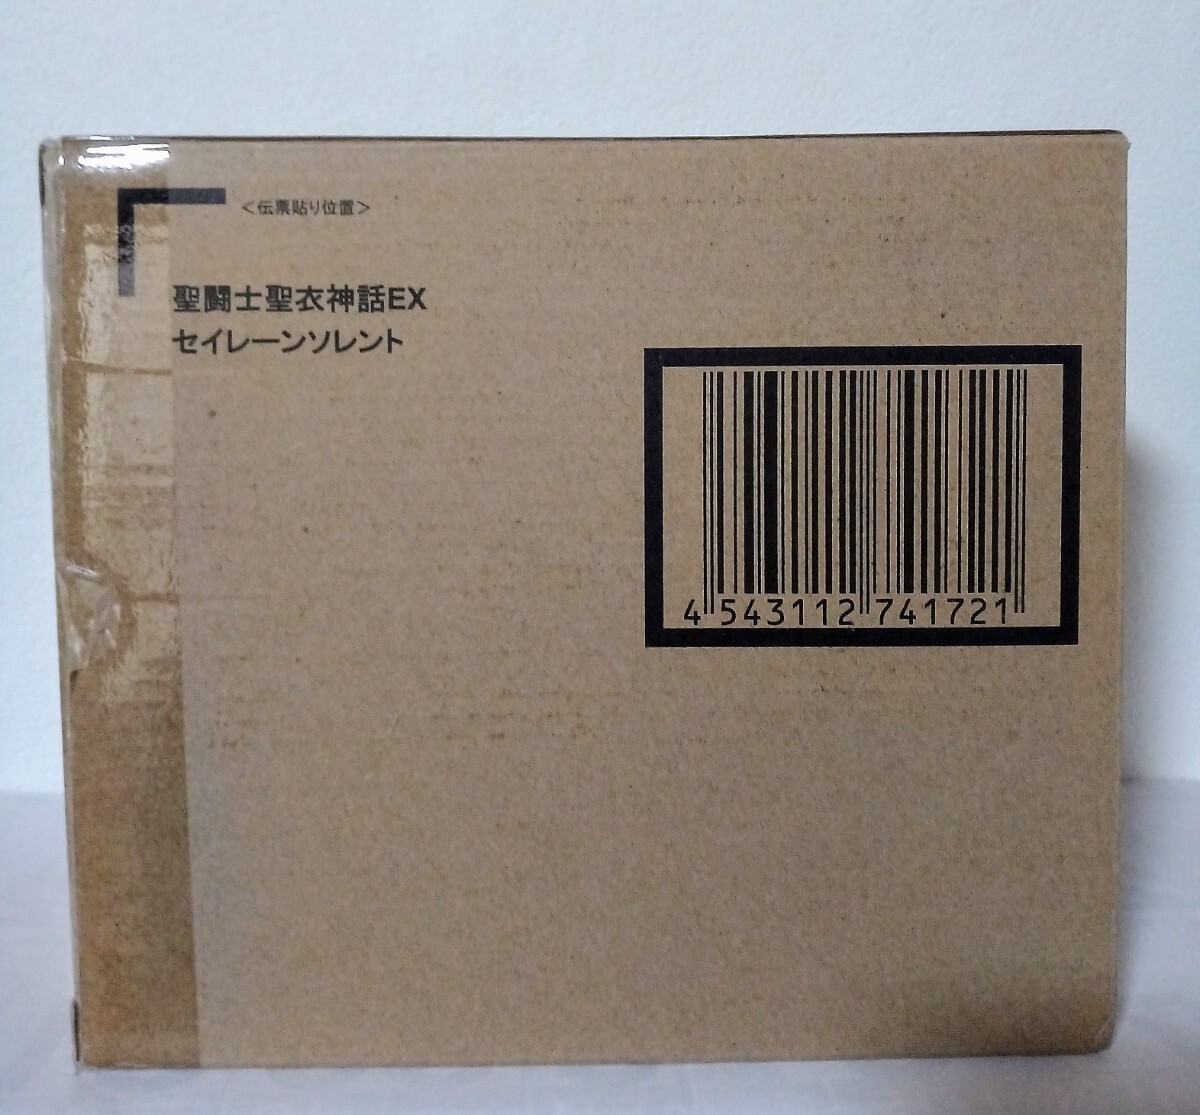 <伝票貼り位置>
聖闘士聖衣神話EX
セイレーンソレント
4 543112 741721